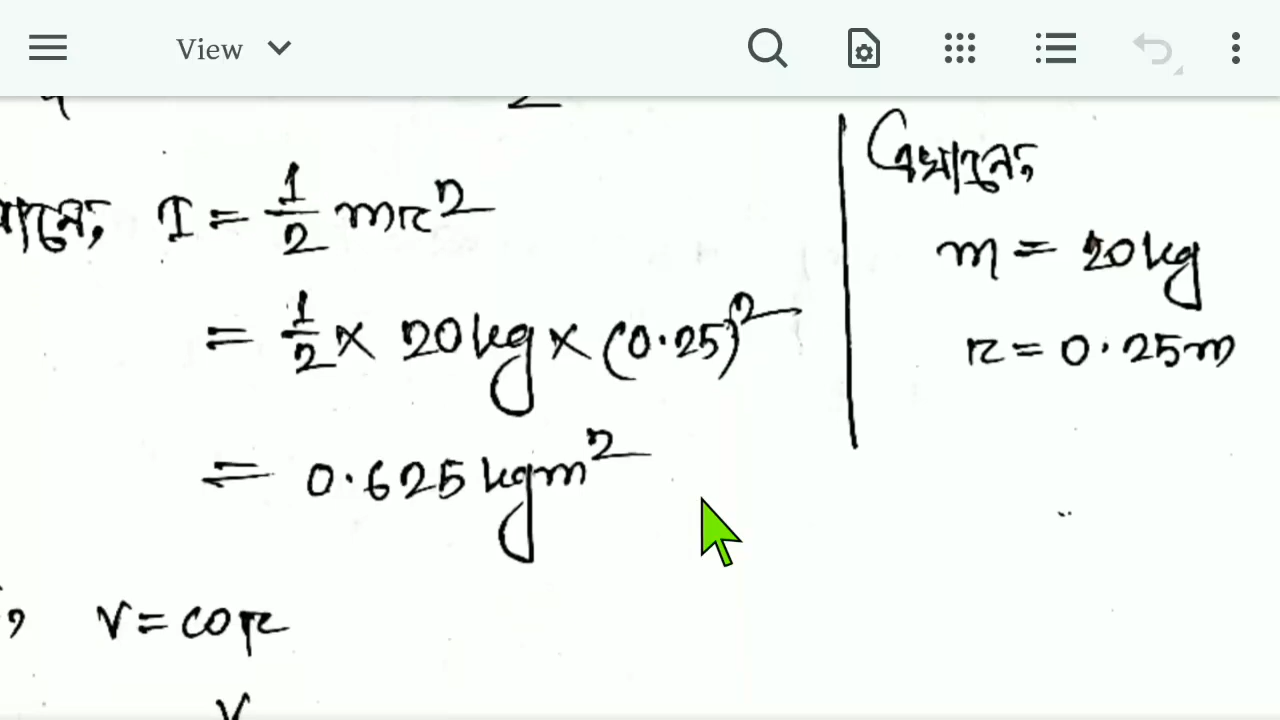 View
I = 1/2 mr²
= 1/2 × 20kg × (0.25)²
= 0.625 kgm²
এখানে,
m = 20kg
r = 0.25m
, v = ωr
v